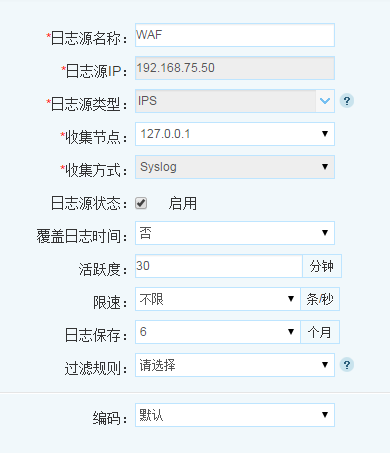 *日志源名称： WAF
*日志源IP： 192.168.75.50
*日志源类型： IPS ?
*收集节点： 127.0.0.1
*收集方式： Syslog
日志源状态： 启用
覆盖日志时间： 否
活跃度： 30 分钟
限速： 不限 条/秒
日志保存： 6 个月
过滤规则： 请选择 ?
编码： 默认